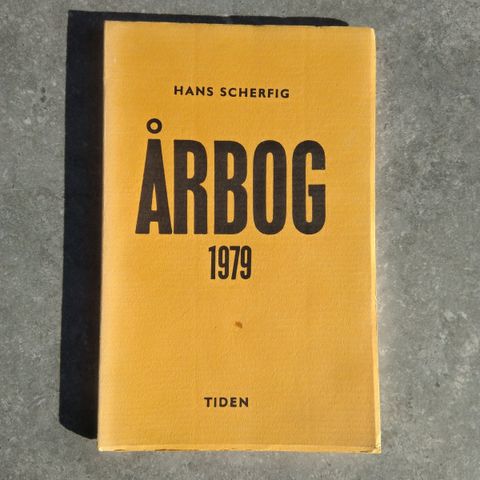 HANS SCHERFIG
ÅRBOG
1979
TIDEN